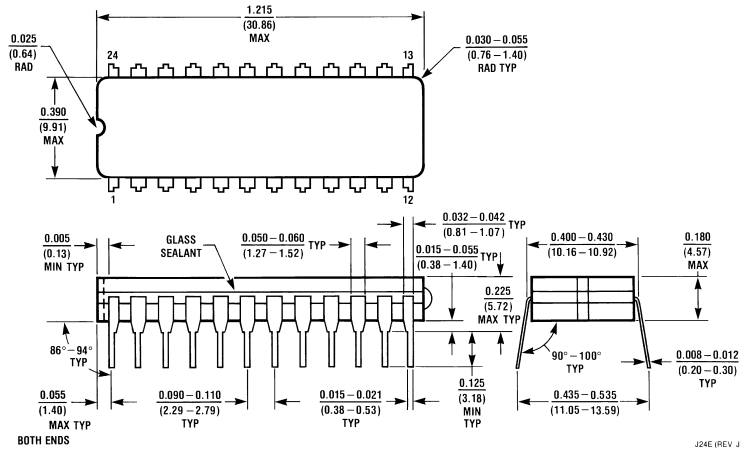 1.215
(30.86)
MAX
0.025
(0.64)
RAD
24
13
0.030–0.055
(0.76–1.40)
RAD TYP
0.390
(9.91)
MAX
1
12
0.005
(0.13)
MIN TYP
GLASS
SEALANT
0.050–0.060 TYP
(1.27–1.52)
0.032–0.042 TYP
(0.81–1.07)
0.015–0.055 TYP
(0.38–1.40)
0.225
(5.72)
MAX TYP
0.400–0.430
(10.16–10.92)
0.180
(4.57)
MAX
86°–94°
TYP
90°–100°
TYP
0.008–0.012
(0.20–0.30)
TYP
0.055
(1.40)
MAX TYP
BOTH ENDS
0.090–0.110
(2.29–2.79)
TYP
0.015–0.021
(0.38–0.53)
TYP
0.125
(3.18)
MIN
TYP
0.435–0.535
(11.05–13.59)
J24E (REV J